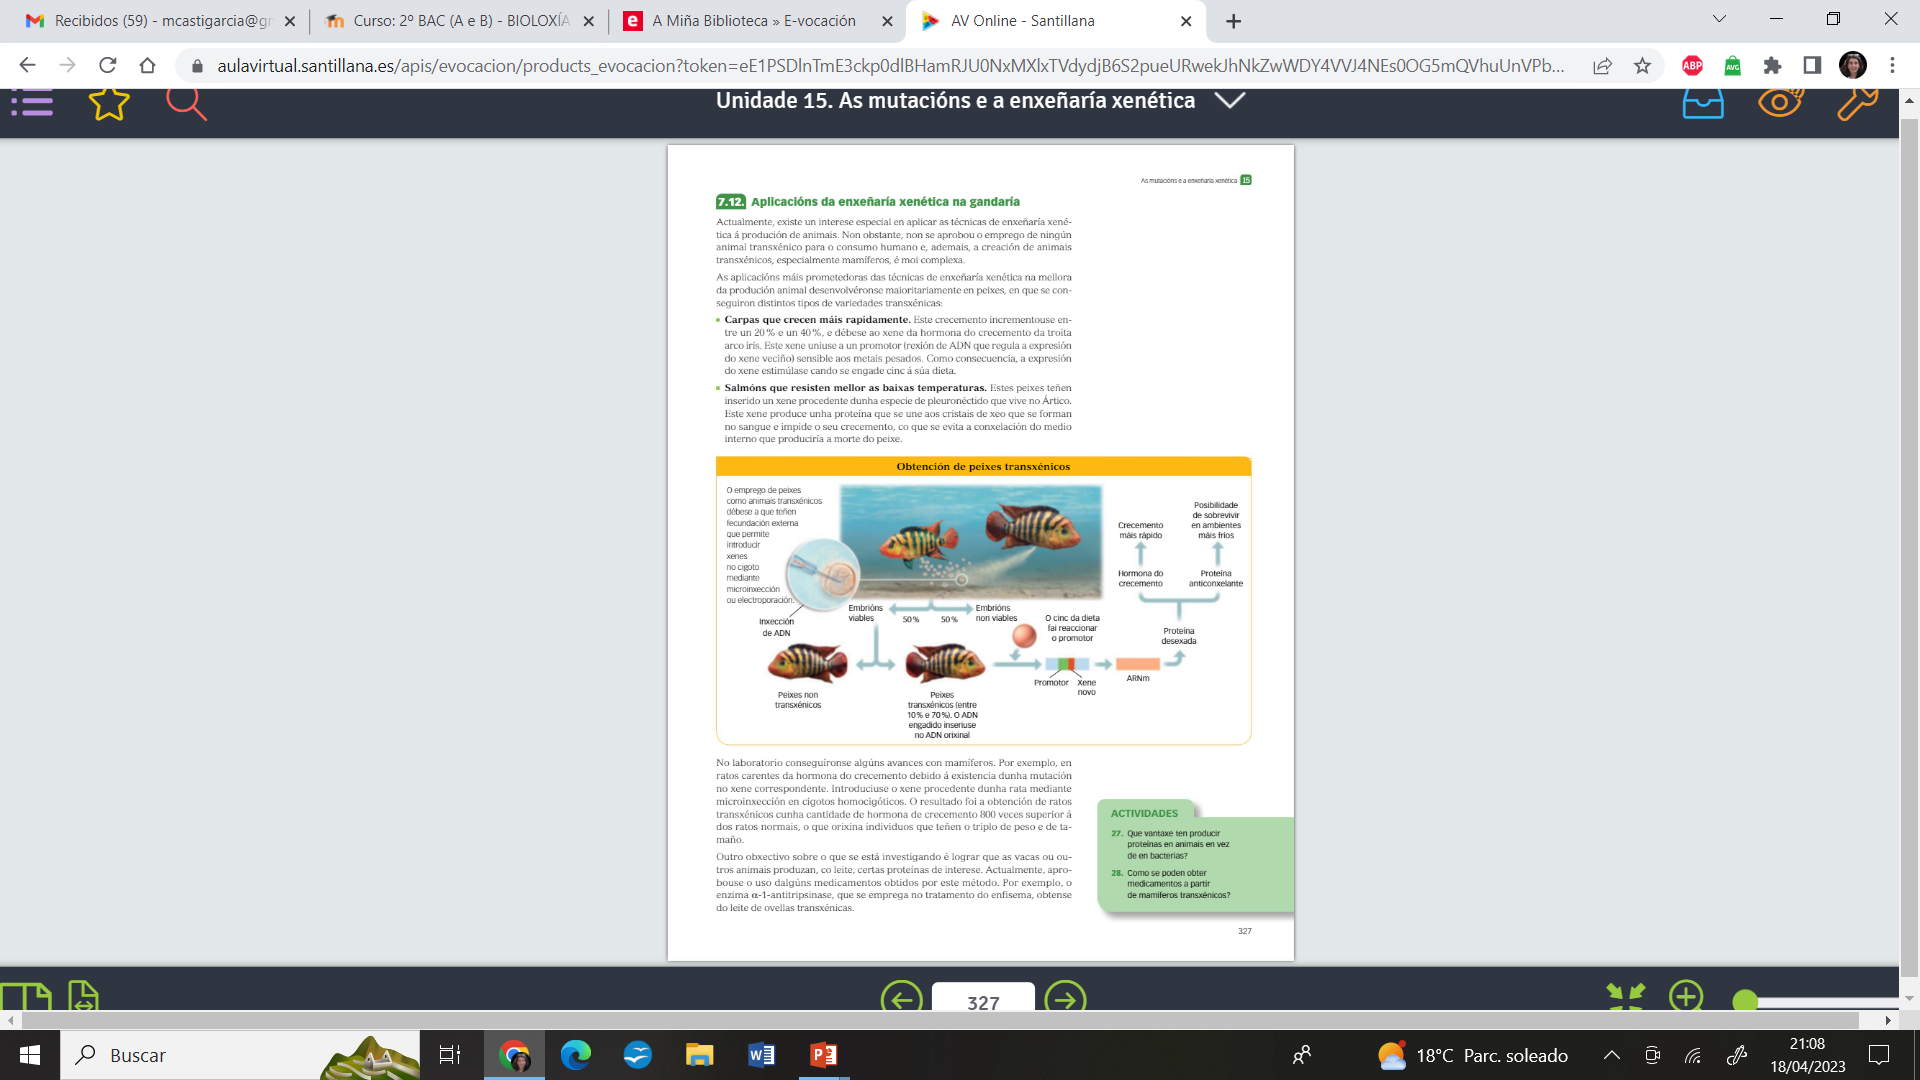 Recibidos (59) - mcastigarcia@gm
Curso: 2º BAC (A e B) - BIOLOXÍA
A Miña Biblioteca » E-vocación
AV Online - Santillana
aulavirtual.santillana.es/apis/evocacion/products_evocacion?token=eE1PSDlnTmE3ckp0dlBHamRJU0NxMXlxTVdydjB6S2pueURwekJhNkZwWDY4VVJ4NEs0OG5mQVhuUnVPb...
Unidade 15. As mutacións e a enxeñaría xenética
As mutacións e a enxeñaría xenética 15
7.12. Aplicacións da enxeñaría xenética na gandaría
Actualmente, existe un interese especial en aplicar as técnicas de enxeñaría xené-
tica á produción de animais. Non obstante, non se aprobou o emprego de ningún
animal transxénico para o consumo humano e, ademais, a creación de animais
transxénicos, especialmente mamíferos, é moi complexa.
As aplicacións máis prometedoras das técnicas de enxeñaría xenética na mellora
da produción animal desenvolvéronse maioritariamente en peixes, en que se con-
seguiron distintos tipos de variedades transxénicas:
▪ Carpas que crecen máis rapidamente. Este crecemento increméntouse en-
tre un 20 % e un 40 %, e débese ao xene da hormona do crecemento da troita
arco iris. Este xene uniuse a un promotor (rexión de ADN que regula a expresión
do xene veciño) sensible aos metais pesados. Como consecuencia, a expresión
do xene estimúlase cando se engade cinc á súa dieta.
▪ Salmóns que resisten mellor as baixas temperaturas. Estes peixes teñen
inserido un xene procedente dunha especie de pleuronéctido que vive no Ártico.
Este xene produce unha proteína que se une aos cristais de xeo que se forman
no sangue e impide o seu crecemento, co que se evita a conxelación do medio
interno que produciría a morte do peixe.
Obtención de peixes transxénicos
O emprego de peixes
como animais transxénicos
débese a que teñen
fecundación externa
que permite
introducir
xenes
no cigoto
mediante
microinxección
ou electroporación.
Inxección
de ADN
Embrións
viables
50 %
50 %
Embrións
non viables
O cinc da dieta
fai reaccionar
o promotor
Crecemento
máis rápido
Posibilidade
de sobrevivir
en ambientes
máis fríos
Hormona do
crecemento
Proteína
anticonxelante
Proteína
desexada
Promotor
Xene
novo
ARNm
Peixes non
transxénicos
Peixes
transxénicos (entre
10 % e 70 %). O ADN
engadido inseriuse
no ADN orixinal
No laboratorio conseguíronse algúns avances con mamíferos. Por exemplo, en
ratos carentes da hormona do crecemento debido á existencia dunha mutación
no xene correspondente. Introduciuse o xene procedente dunha rata mediante
microinxección en cigotos homocigóticos. O resultado foi a obtención de ratos
transxénicos cunha cantidade de hormona de crecemento 800 veces superior á
dos ratos normais, o que orixina individuos que teñen o triplo de peso e de ta-
maño.
Outro obxectivo sobre o que se está investigando é lograr que as vacas ou ou-
tros animais produzan, co leite, certas proteínas de interese. Actualmente, apro-
bouse o uso dalgúns medicamentos obtidos por este método. Por exemplo, o
enzima α-1-antitripsinase, que se emprega no tratamento do enfisema, obtense
do leite de ovellas transxénicas.
ACTIVIDADES
27. Que vantaxe ten producir
proteínas en animais en vez
de en bacterias?
28. Como se poden obter
medicamentos a partir
de mamíferos transxénicos?
327
327
Buscar
18°C Parc. soleado
21:08
18/04/2023